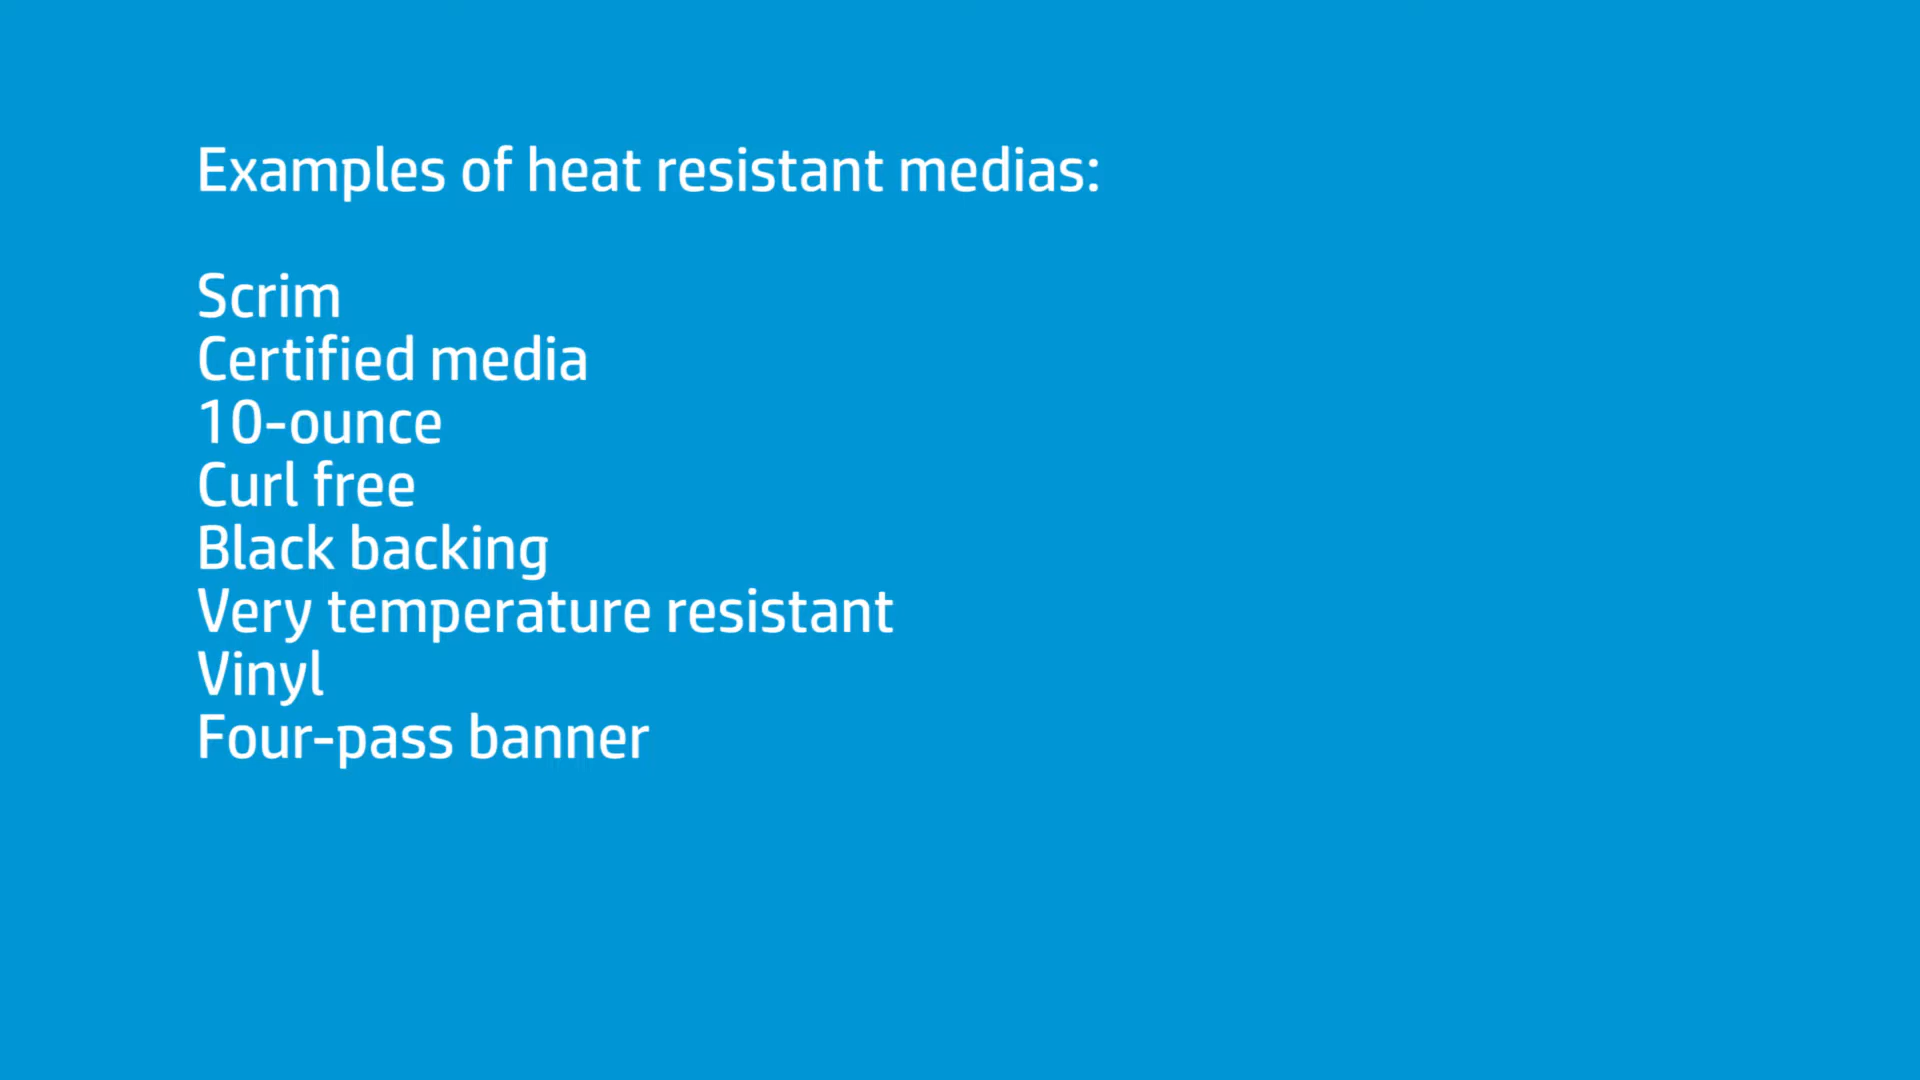 Examples of heat resistant medias:
Scrim
Certified media
10-ounce
Curl free
Black backing
Very temperature resistant
Vinyl
Four-pass banner